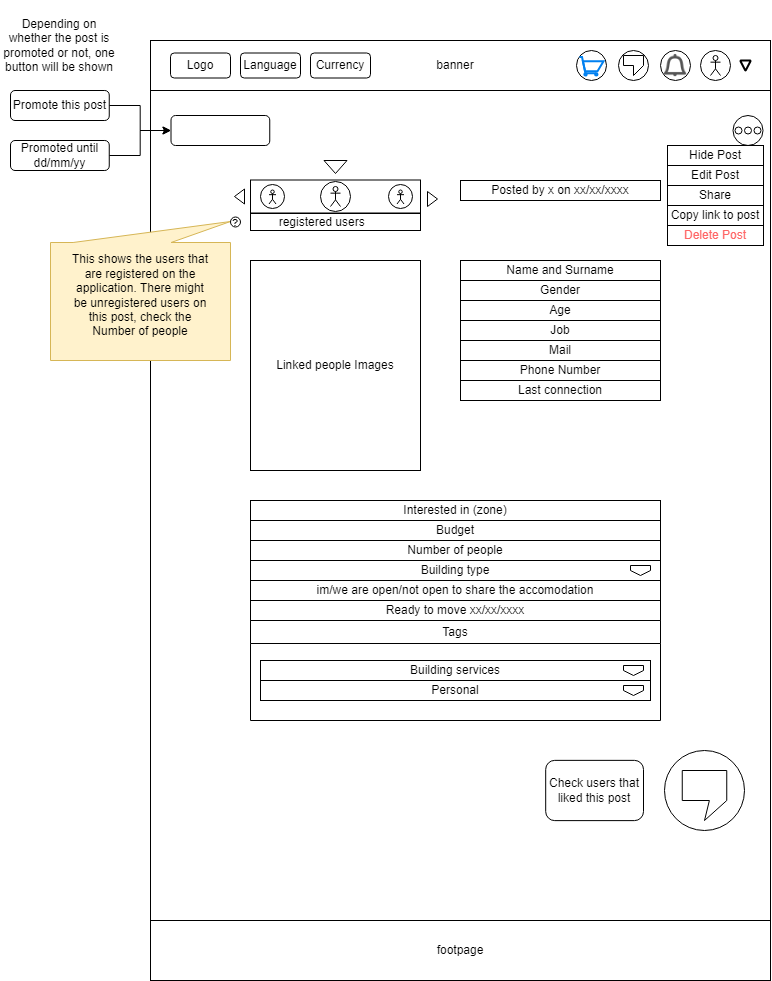 Depending on
whether the post is
promoted or not, one
button will be shown
Logo
Language
Currency
banner
Promote this post
Promoted until
dd/mm/yy
Hide Post
Edit Post
Share
Copy link to post
Delete Post
registered users
Posted by x on xx/xx/xxxx
?
This shows the users that
are registered on the
application. There might
be unregistered users on
this post, check the
Number of people
Linked people Images
Name and Surname
Gender
Age
Job
Mail
Phone Number
Last connection
Interested in (zone)
Budget
Number of people
Building type
im/we are open/not open to share the accomodation
Ready to move xx/xx/xxxx
Tags
Building services
Personal
Check users that
liked this post
footpage